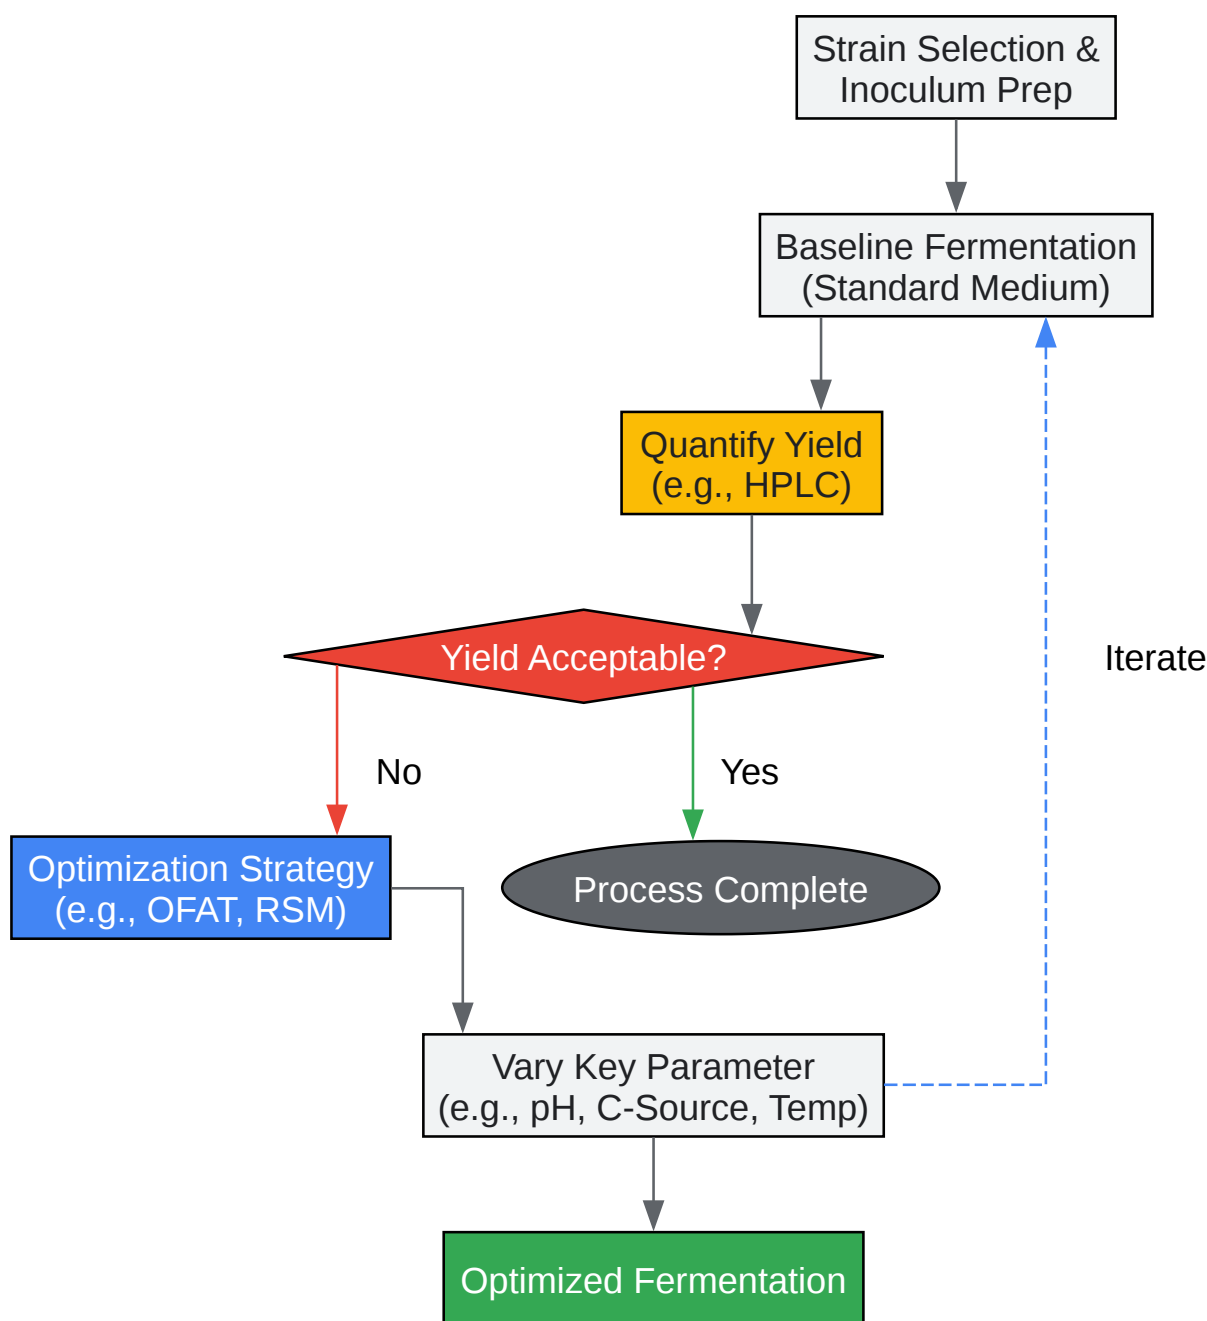 Strain Selection &
Inoculum Prep
Baseline Fermentation
(Standard Medium)
Quantify Yield
(e.g., HPLC)
Yield Acceptable?
Iterate
No
Yes
Optimization Strategy
(e.g., OFAT, RSM)
Process Complete
Vary Key Parameter
(e.g., pH, C-Source, Temp)
Optimized Fermentation